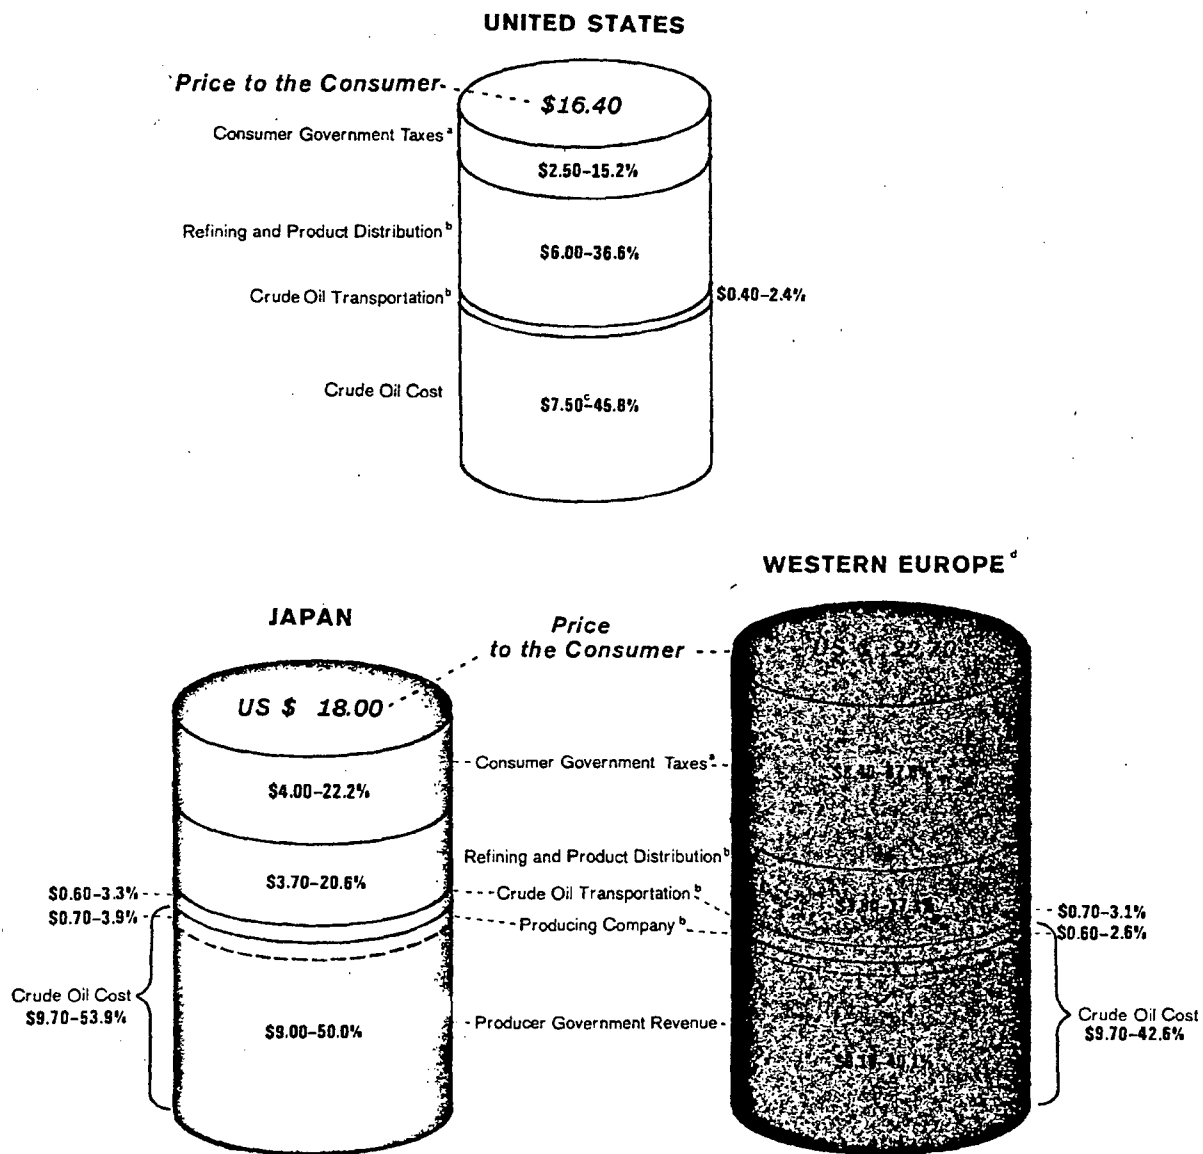 UNITED STATES
Price to the Consumer
$16.40
Consumer Government Taxes a
$2.50–15.2%
Refining and Product Distribution b
$6.00–36.6%
Crude Oil Transportation b
$0.40–2.4%
Crude Oil Cost
$7.50 c–45.8%
WESTERN EUROPE d
JAPAN
Price
to the Consumer
US $ 18.00
US $
Consumer Government Taxes a
$4.00–22.2%
Refining and Product Distribution b
$3.70–20.6%
$0.60–3.3%
Crude Oil Transportation b
$0.70–3.1%
$0.70–3.9%
Producing Company b
$0.60–2.6%
Crude Oil Cost
$9.70–53.9%
$9.00–50.0%
Producer Government Revenue
Crude Oil Cost
$9.70–42.6%